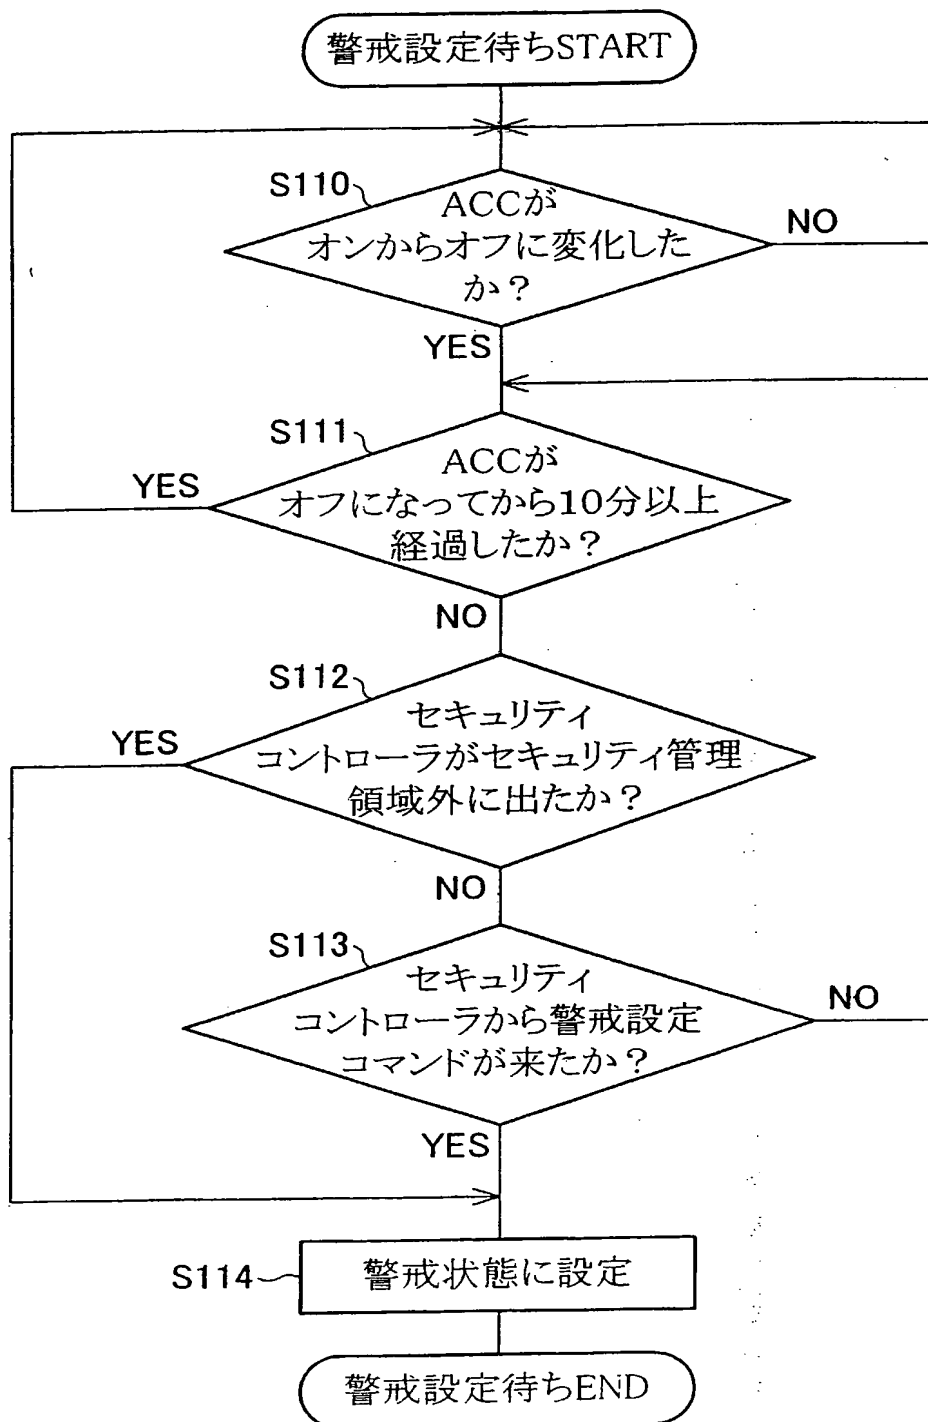 警戒設定待ちSTART
S110
ACCが
オンからオフに変化した
か?
NO
YES
S111
ACCが
オフになってから10分以上
経過したか?
YES
NO
S112
セキュリティ
コントローラがセキュリティ管理
領域外に出たか?
YES
NO
S113
セキュリティ
コントローラから警戒設定
コマンドが来たか?
NO
YES
S114
警戒状態に設定
警戒設定待ちEND